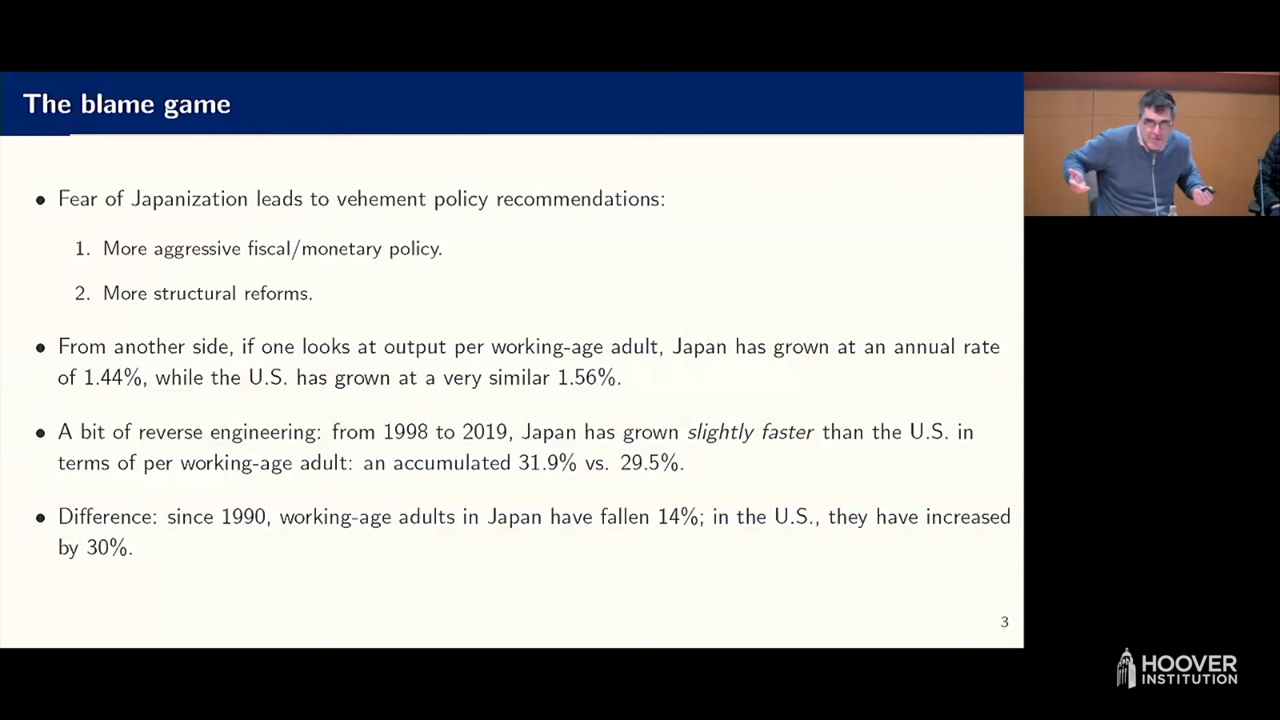 The blame game
• Fear of Japanization leads to vehement policy recommendations:
1. More aggressive fiscal/monetary policy.
2. More structural reforms.
• From another side, if one looks at output per working-age adult, Japan has grown at an annual rate
of 1.44%, while the U.S. has grown at a very similar 1.56%.
• A bit of reverse engineering: from 1998 to 2019, Japan has grown slightly faster than the U.S. in
terms of per working-age adult: an accumulated 31.9% vs. 29.5%.
• Difference: since 1990, working-age adults in Japan have fallen 14%; in the U.S., they have increased
by 30%.
3
HOOVER
INSTITUTION